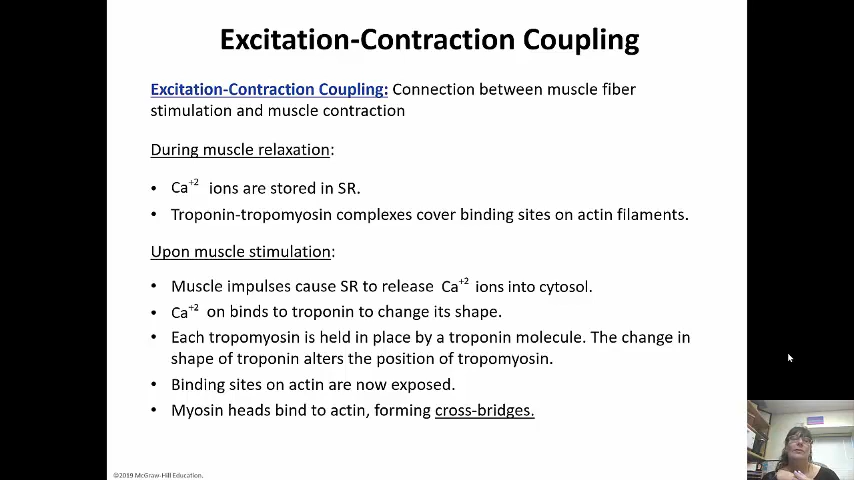 Excitation-Contraction Coupling
Excitation-Contraction Coupling: Connection between muscle fiber
stimulation and muscle contraction
During muscle relaxation:
• Ca⁺² ions are stored in SR.
• Troponin-tropomyosin complexes cover binding sites on actin filaments.
Upon muscle stimulation:
• Muscle impulses cause SR to release Ca⁺² ions into cytosol.
• Ca⁺² on binds to troponin to change its shape.
• Each tropomyosin is held in place by a troponin molecule. The change in
shape of troponin alters the position of tropomyosin.
• Binding sites on actin are now exposed.
• Myosin heads bind to actin, forming cross-bridges.
©2019 McGraw-Hill Education.